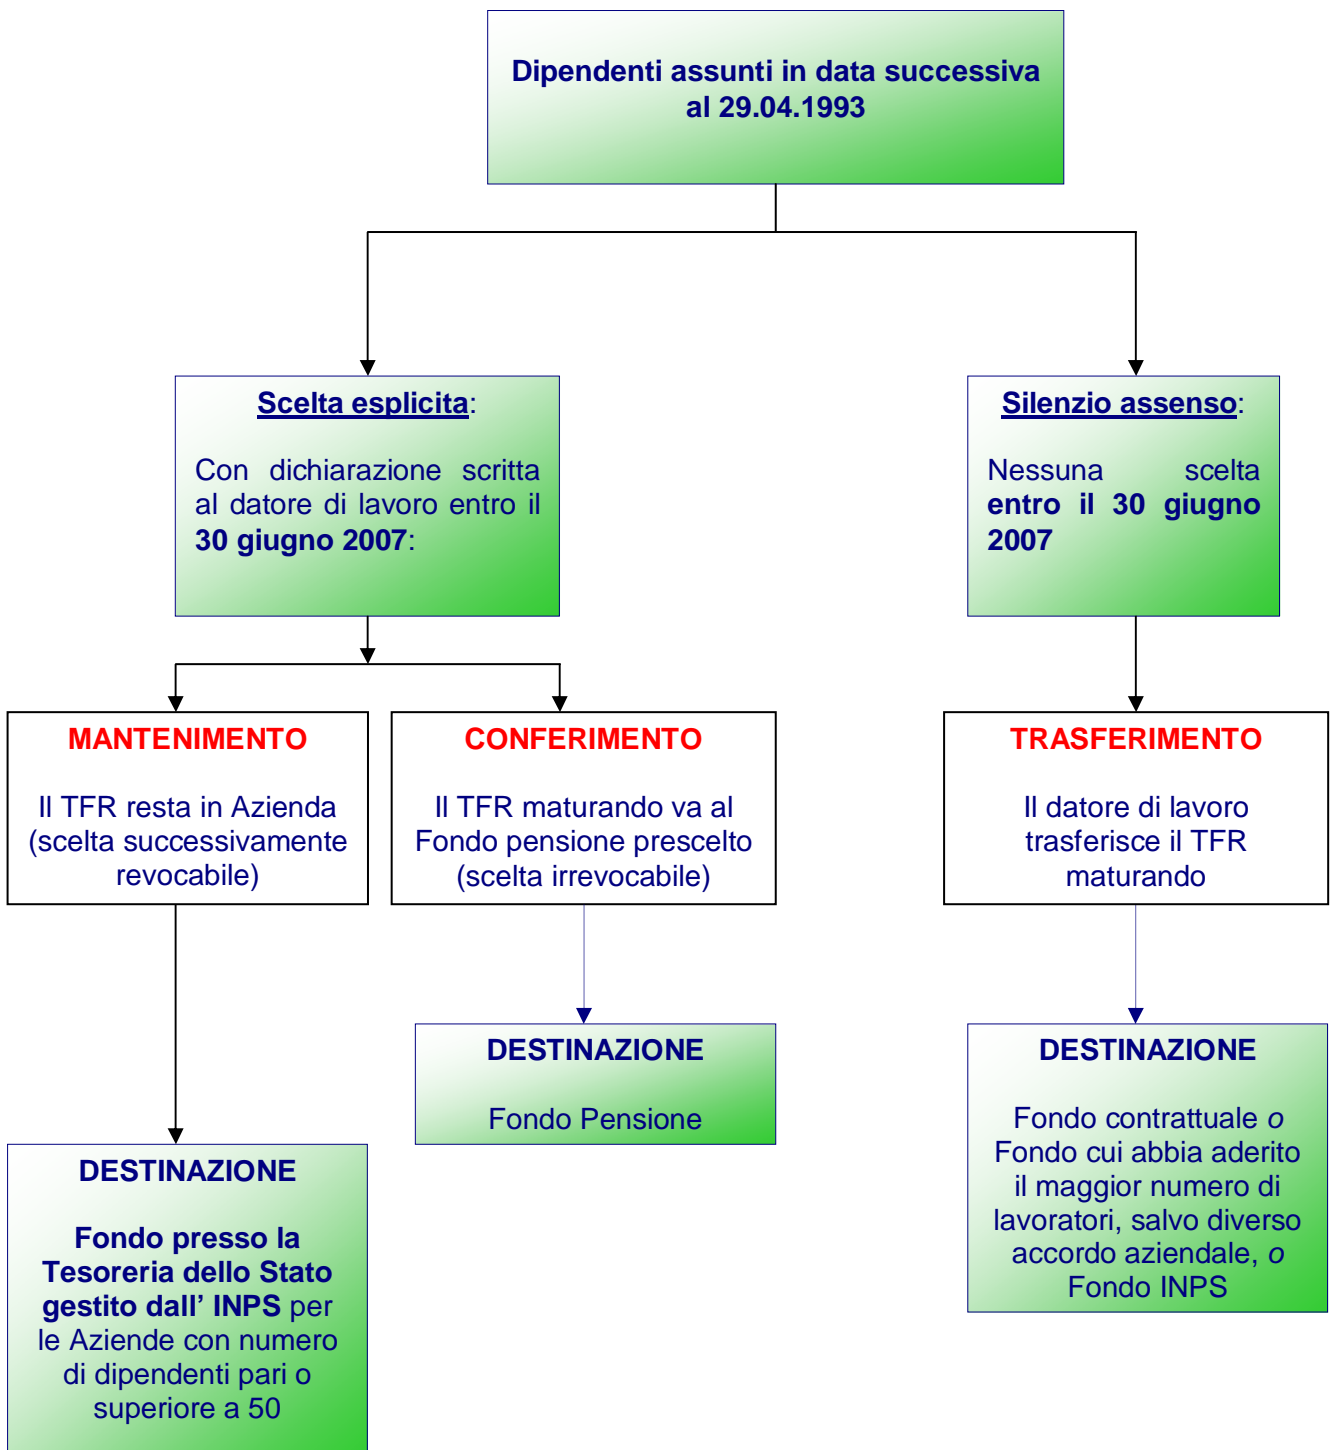 Dipendenti assunti in data successiva
al 29.04.1993
Scelta esplicita:
Con dichiarazione scritta
al datore di lavoro entro il
30 giugno 2007:
Silenzio assenso:
Nessuna scelta
entro il 30 giugno
2007
MANTENIMENTO
Il TFR resta in Azienda
(scelta successivamente
revocabile)
CONFERIMENTO
Il TFR maturando va al
Fondo pensione prescelto
(scelta irrevocabile)
TRASFERIMENTO
Il datore di lavoro
trasferisce il TFR
maturando
DESTINAZIONE
Fondo presso la
Tesoreria dello Stato
gestito dall’ INPS per
le Aziende con numero
di dipendenti pari o
superiore a 50
DESTINAZIONE
Fondo Pensione
DESTINAZIONE
Fondo contrattuale o
Fondo cui abbia aderito
il maggior numero di
lavoratori, salvo diverso
accordo aziendale, o
Fondo INPS